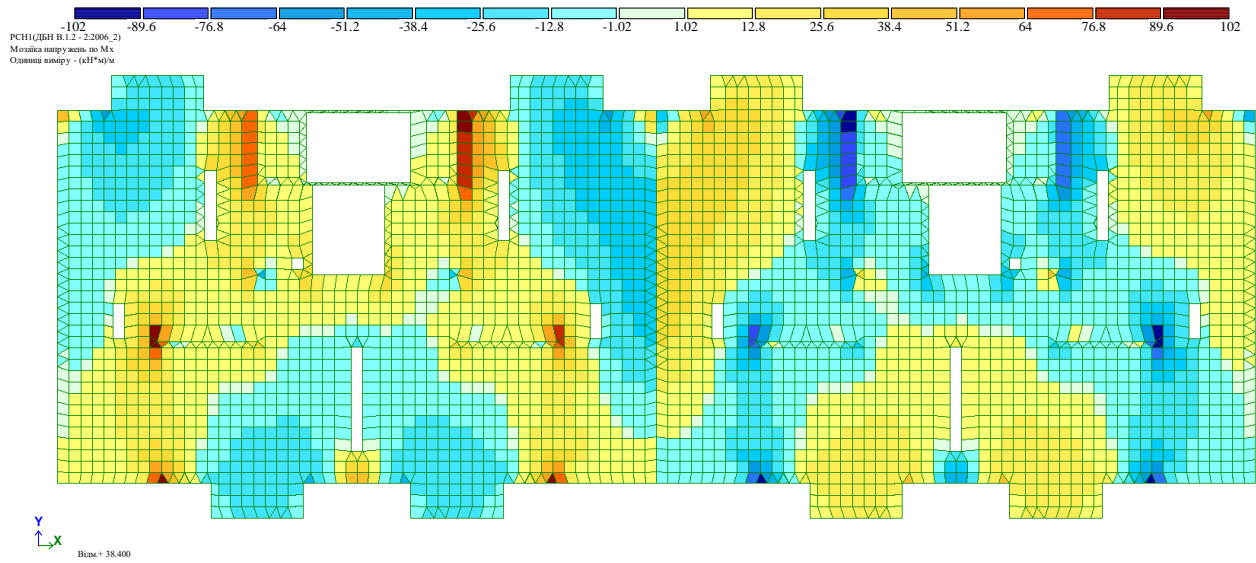 -102 -89.6 -76.8 -64 -51.2 -38.4 -25.6 -12.8 -1.02 1.02 12.8 25.6 38.4 51.2 64 76.8 89.6 102
РСН1(ДБН В.1.2 - 2:2006_2)
Мозаїка напружень по Mx
Одиниці виміру - (кН*м)/м
Y
X
Відм.+ 38.400